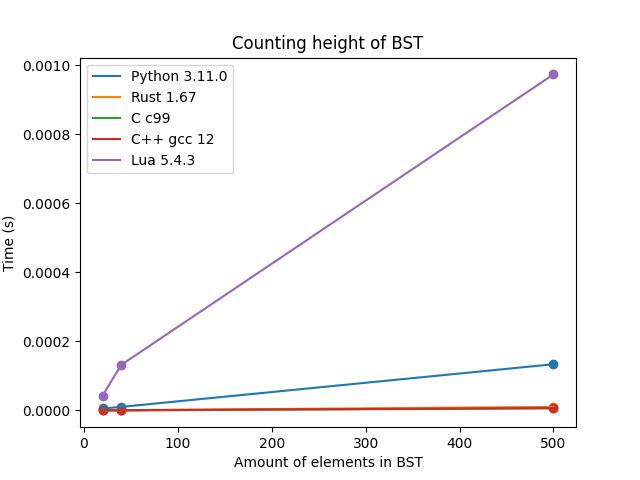 Counting height of BST
0.0010
0.0008
0.0006
0.0004
0.0002
0.0000
Time (s)
Python 3.11.0
Rust 1.67
C c99
C++ gcc 12
Lua 5.4.3
0
100
200
300
400
500
Amount of elements in BST